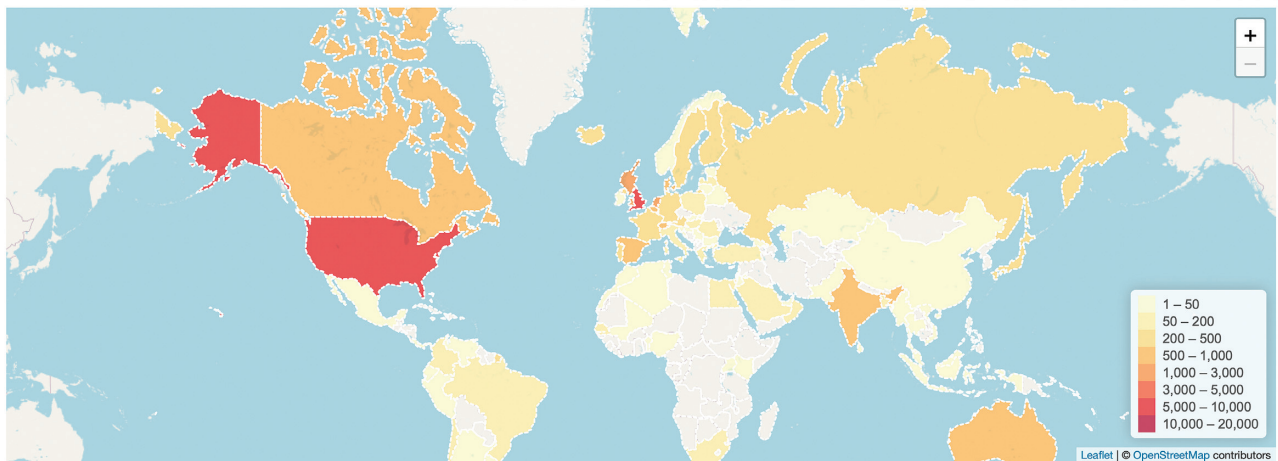 +
−
1 – 50
50 – 200
200 – 500
500 – 1,000
1,000 – 3,000
3,000 – 5,000
5,000 – 10,000
10,000 – 20,000
Leaflet | © OpenStreetMap contributors